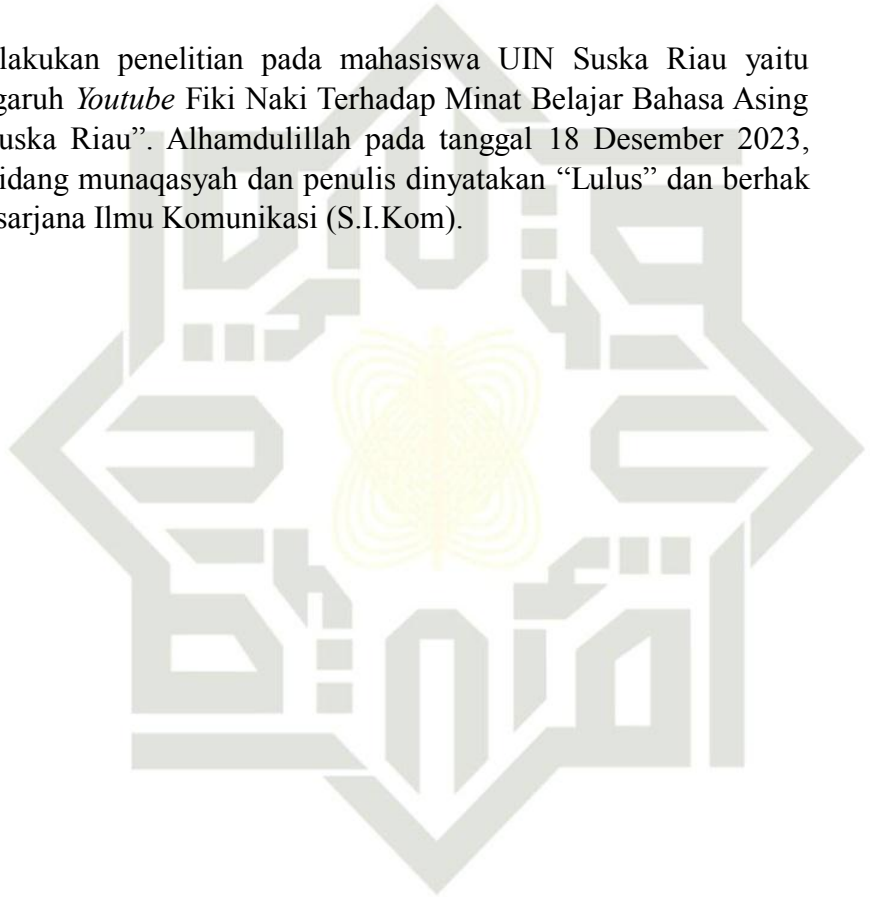 lakukan penelitian pada mahasiswa UIN Suska Riau yaitu
garuh Youtube Fiki Naki Terhadap Minat Belajar Bahasa Asing
uska Riau”. Alhamdulillah pada tanggal 18 Desember 2023,
idang munaqasyah dan penulis dinyatakan “Lulus” dan berhak
sarjana Ilmu Komunikasi (S.I.Kom).